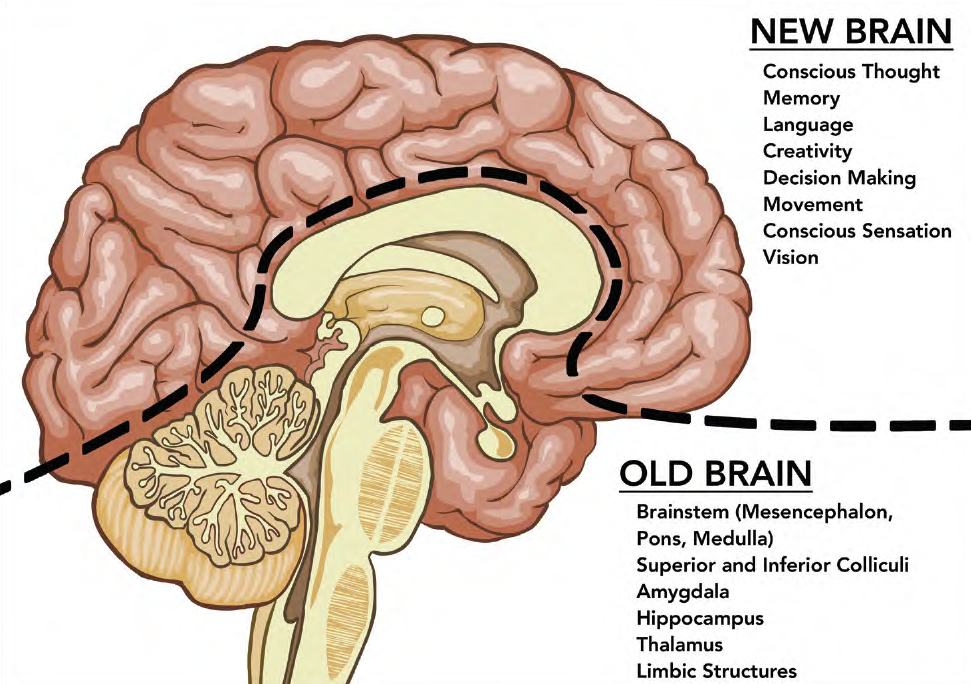 NEW BRAIN
Conscious Thought
Memory
Language
Creativity
Decision Making
Movement
Conscious Sensation
Vision
OLD BRAIN
Brainstem (Mesencephalon,
Pons, Medulla)
Superior and Inferior Colliculi
Amygdala
Hippocampus
Thalamus
Limbic Structures